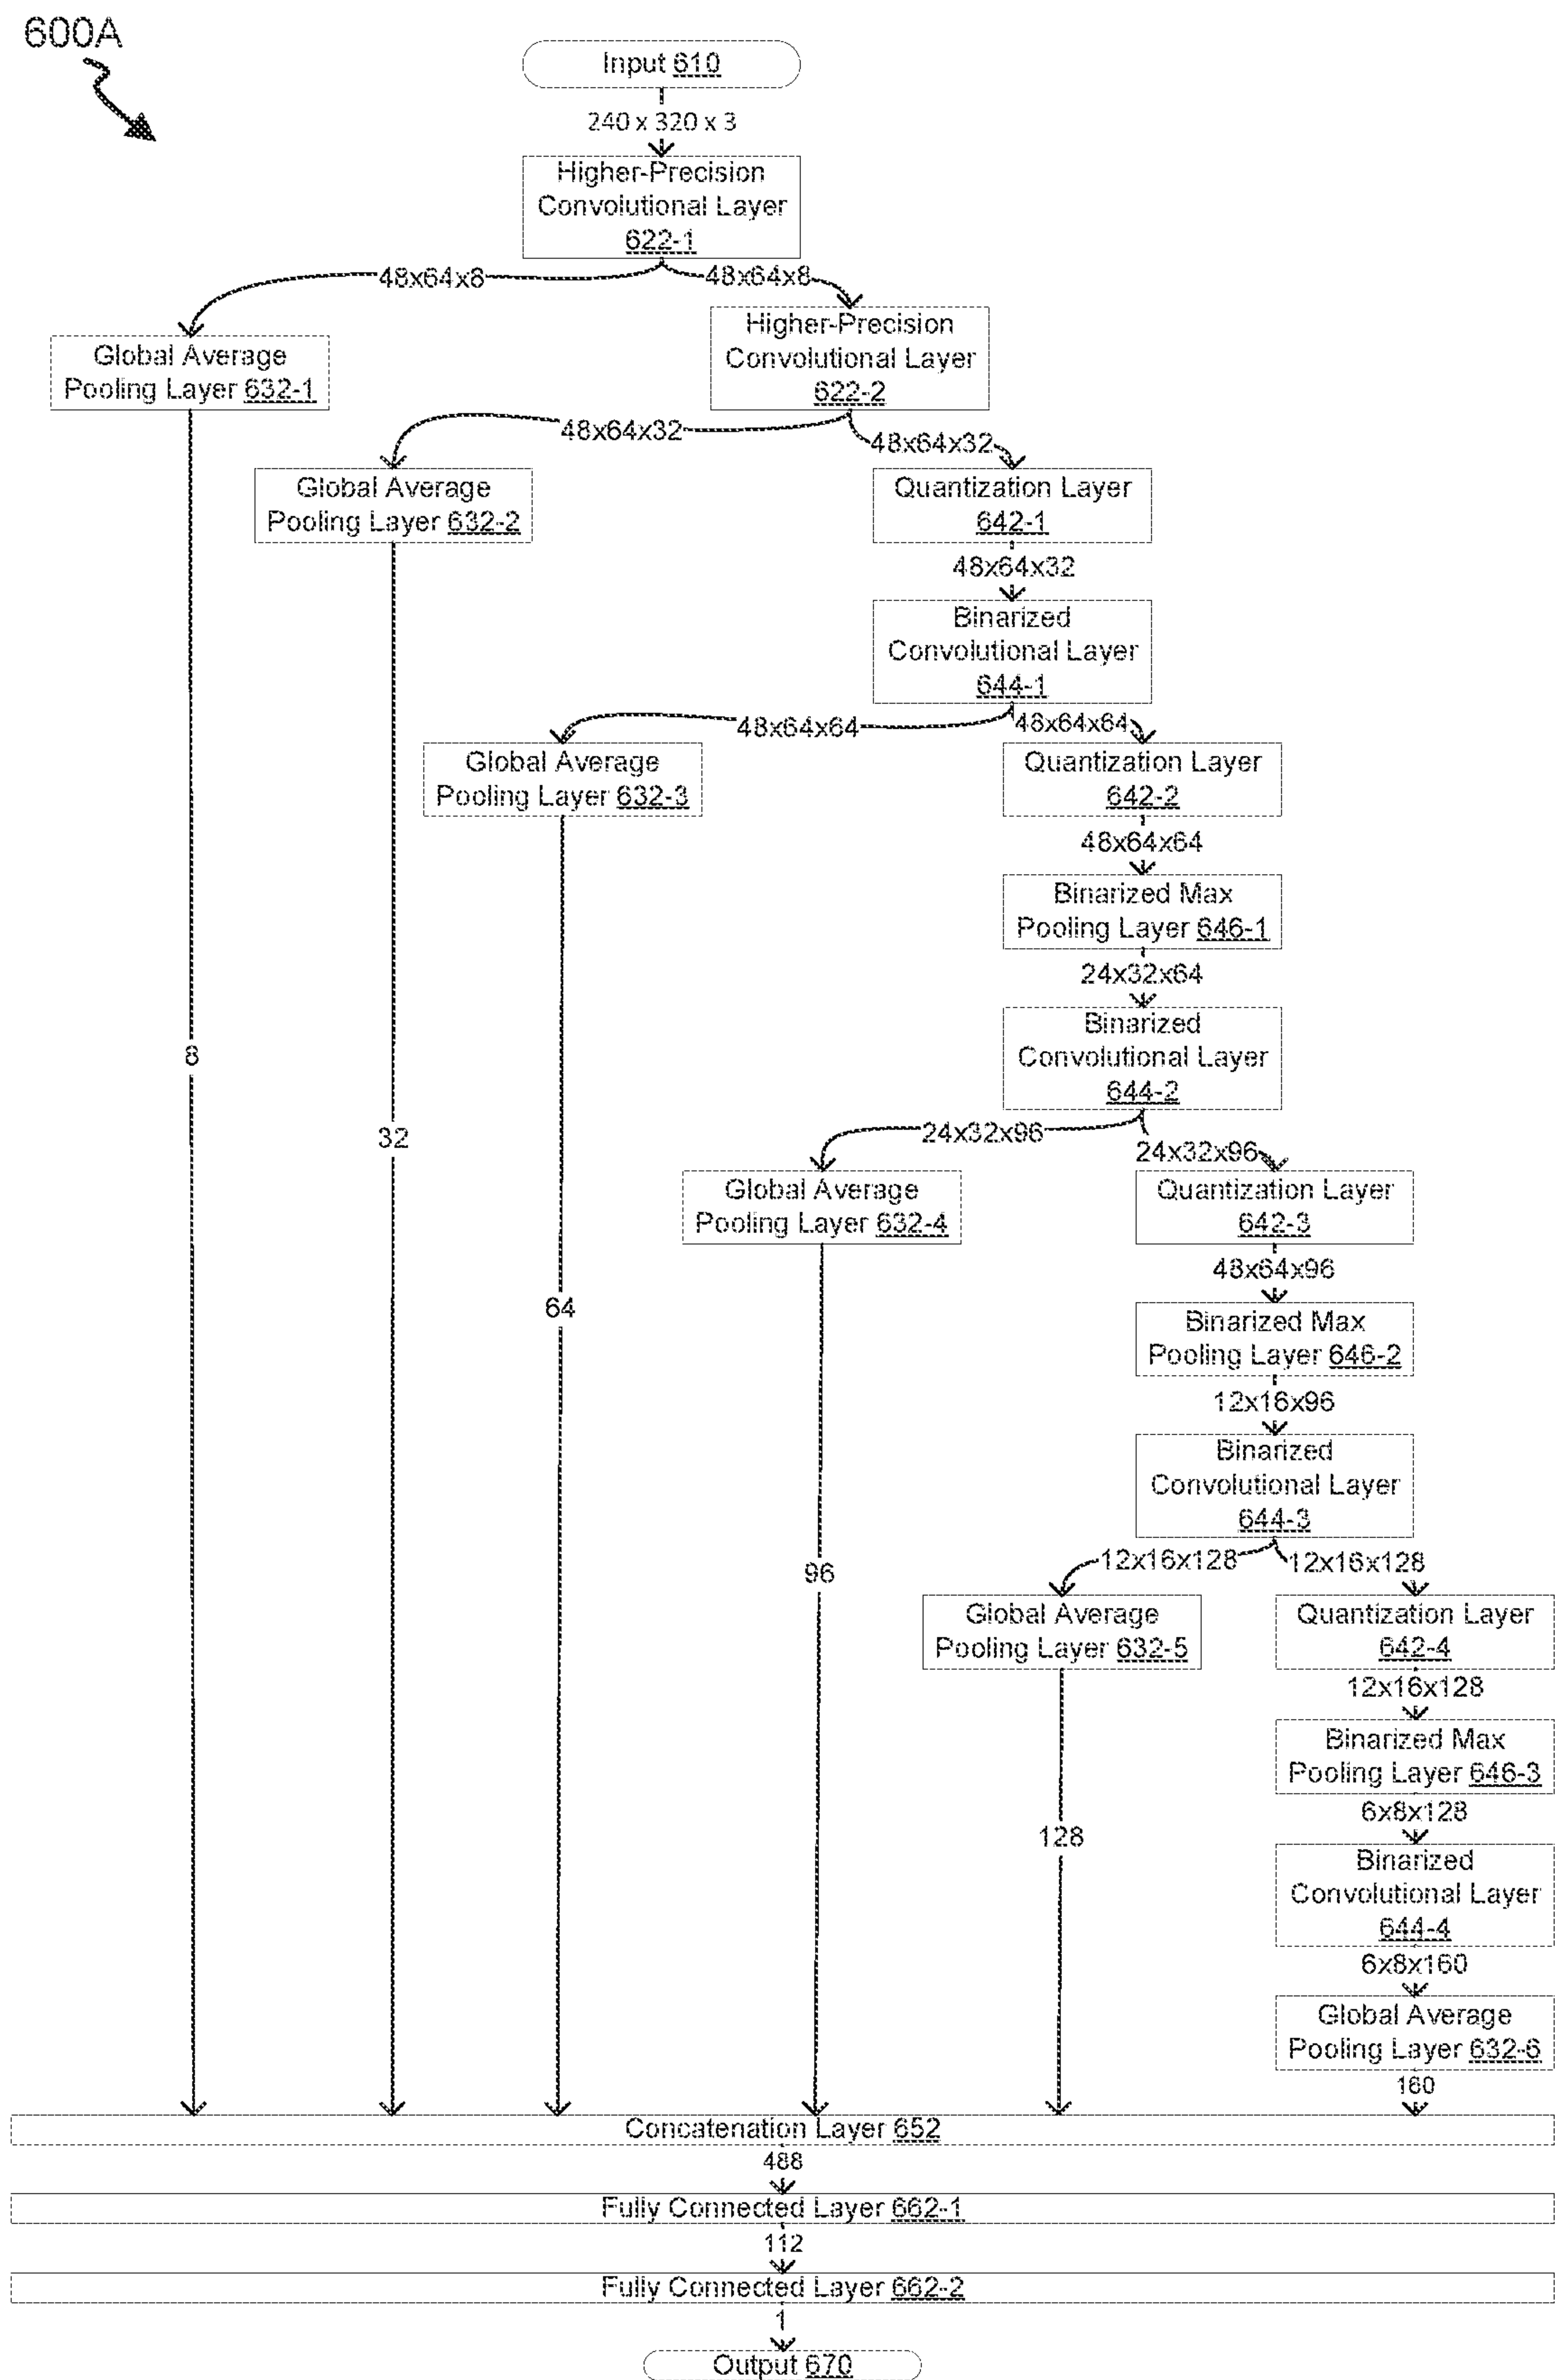 600A
Input 610
240 x 320 x 3
Higher-Precision
Convolutional Layer
622-1
48x64x8
48x64x8
Global Average
Pooling Layer 632-1
Higher-Precision
Convolutional Layer
622-2
48x64x32
48x64x32
Global Average
Pooling Layer 632-2
Quantization Layer
642-1
48x64x32
Binarized
Convolutional Layer
644-1
48x64x64
48x64x64
Global Average
Pooling Layer 632-3
Quantization Layer
642-2
48x64x64
Binarized Max
Pooling Layer 646-1
24x32x64
Binarized
Convolutional Layer
644-2
8
32
24x32x96
24x32x96
Global Average
Pooling Layer 632-4
Quantization Layer
642-3
48x64x96
64
Binarized Max
Pooling Layer 646-2
12x16x96
Binarized
Convolutional Layer
644-3
96
12x16x128
12x16x128
Global Average
Pooling Layer 632-5
Quantization Layer
642-4
12x16x128
Binarized Max
Pooling Layer 646-3
6x8x128
128
Binarized
Convolutional Layer
644-4
6x8x160
Global Average
Pooling Layer 632-6
160
Concatenation Layer 652
488
Fully Connected Layer 662-1
112
Fully Connected Layer 662-2
1
Output 670